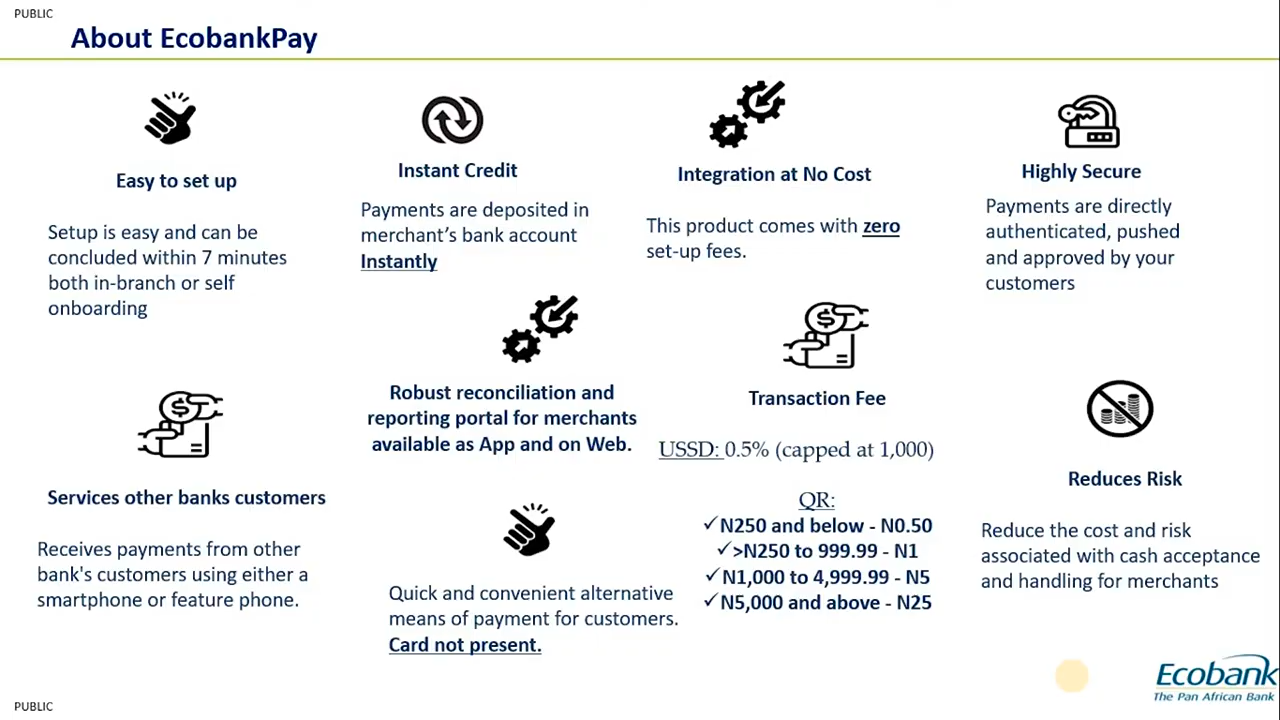 PUBLIC
About EcobankPay
Easy to set up
Setup is easy and can be
concluded within 7 minutes
both in-branch or self
onboarding
Instant Credit
Payments are deposited in
merchant’s bank account
Instantly
Integration at No Cost
This product comes with zero
set-up fees.
Highly Secure
Payments are directly
authenticated, pushed
and approved by your
customers
Services other banks customers
Receives payments from other
bank's customers using either a
smartphone or feature phone.
Robust reconciliation and
reporting portal for merchants
available as App and on Web.
Quick and convenient alternative
means of payment for customers.
Card not present.
Transaction Fee
USSD: 0.5% (capped at 1,000)
QR:
✓N250 and below - N0.50
✓>N250 to 999.99 - N1
✓N1,000 to 4,999.99 - N5
✓N5,000 and above - N25
Reduces Risk
Reduce the cost and risk
associated with cash acceptance
and handling for merchants
Ecobank
The Pan African Bank
PUBLIC